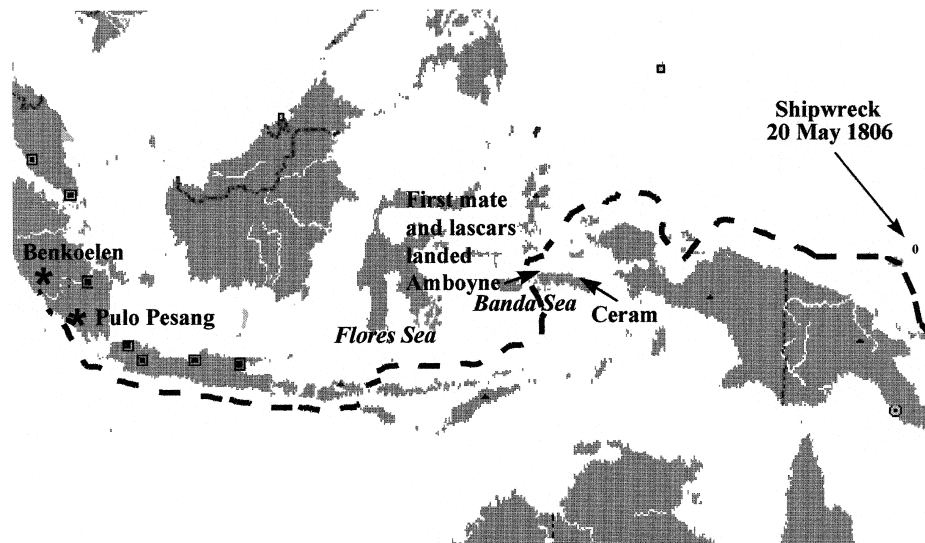 Shipwreck
20 May 1806
First mate
and lascars
landed
Amboyne
Benkoelen
Banda Sea
Ceram
Pulo Pesang
Flores Sea